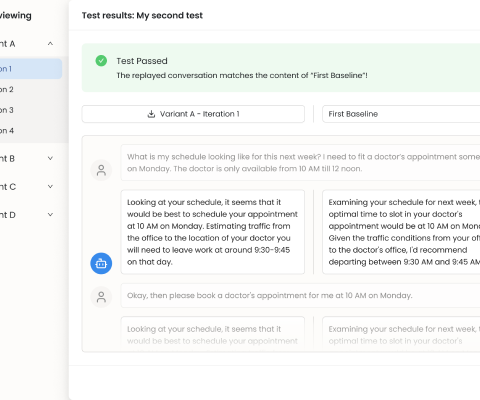 viewing
Test results: My second test
nt A
on 1
on 2
on 3
on 4
nt B
nt C
nt D
Test Passed
The replayed conversation matches the content of “First Baseline”!
Variant A - Iteration 1
First Baseline
What is my schedule looking like for this next week? I need to fit a doctor's appointment some
on Monday. The doctor is only available from 10 AM till 12 noon.
Looking at your schedule, it seems that it
would be best to schedule your appointment
at 10 AM on Monday. Estimating traffic from
the office to the location of your doctor you
will need to leave work at around 9:30-9:45
on that day.
Examining your schedule for next week, t
optimal time to slot in your doctor's
appointment would be at 10 AM on Mon
Given the traffic conditions from your off
to the doctor's office, I'd recommend
departing between 9:30 AM and 9:45 AM
Okay, then please book a doctor's appointment for me at 10 AM on Monday.
Looking at your schedule, it seems that it
would be best to schedule your appointment
Examining your schedule for next week, t
optimal time to slot in your doctor's